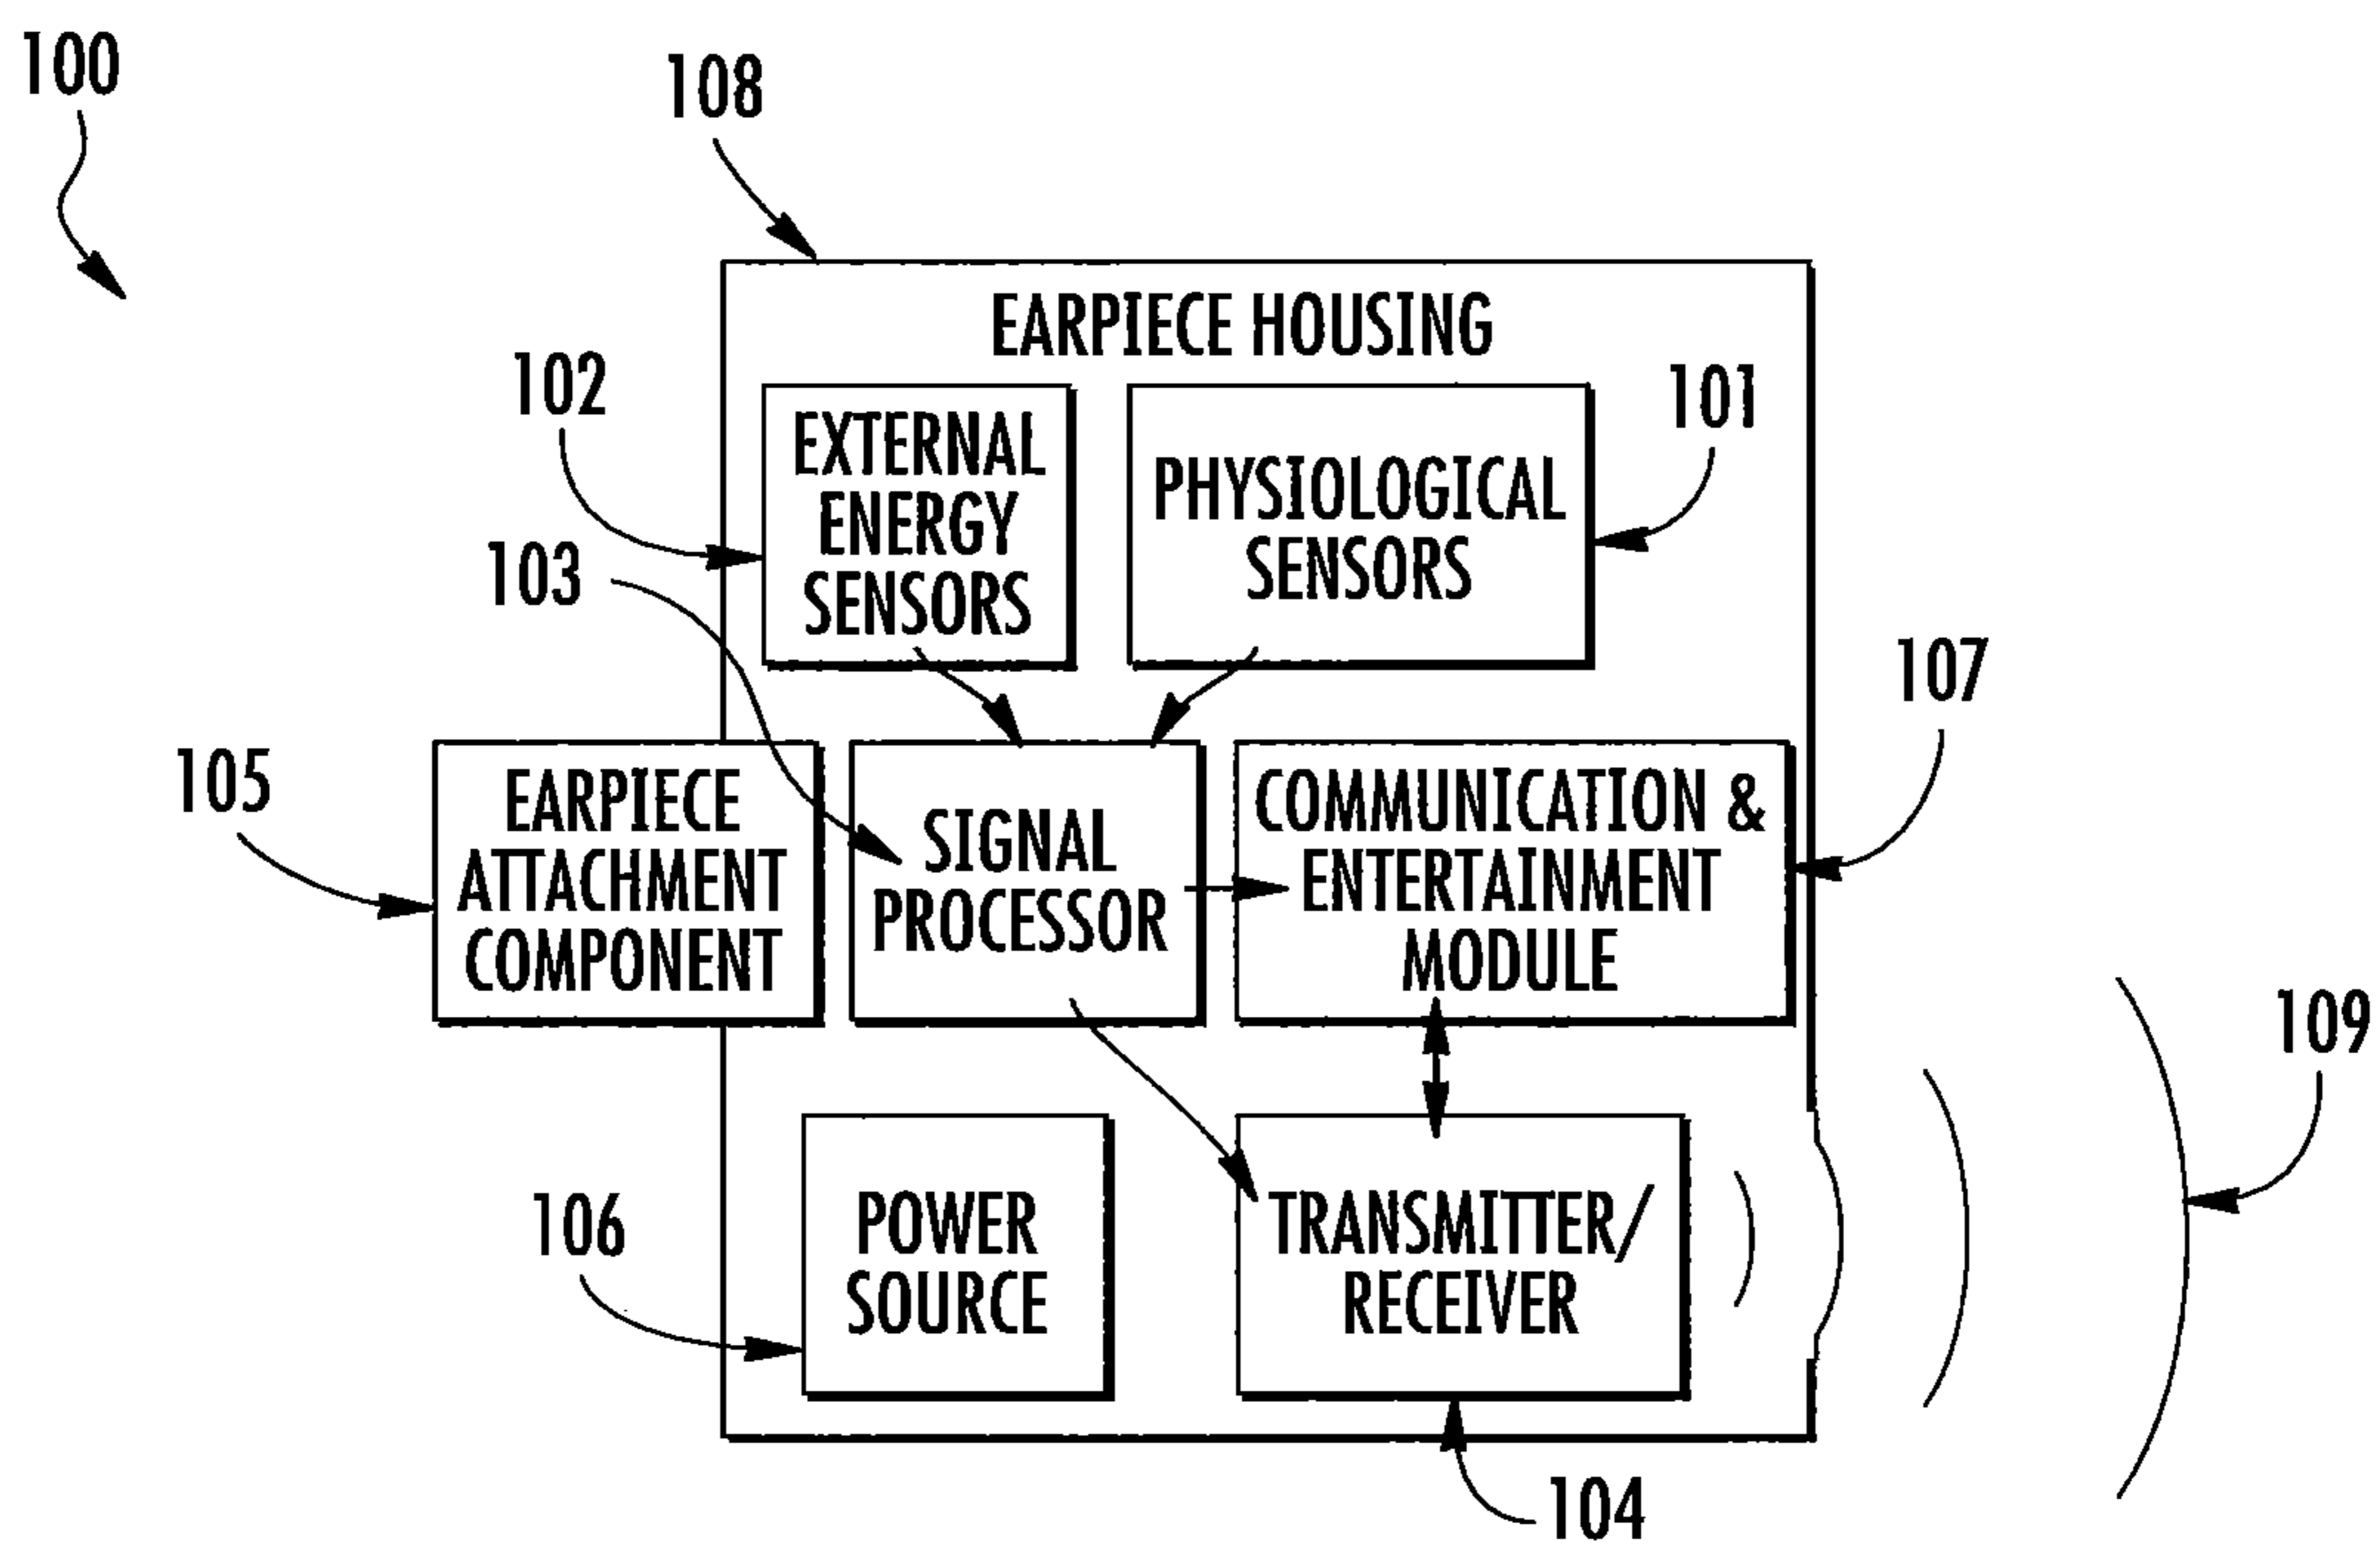 100
108
EARPIECE HOUSING
102
EXTERNAL
ENERGY
SENSORS
PHYSIOLOGICAL
SENSORS
101
103
107
105
EARPIECE
ATTACHMENT
COMPONENT
SIGNAL
PROCESSOR
COMMUNICATION &
ENTERTAINMENT
MODULE
109
106
POWER
SOURCE
TRANSMITTER/
RECEIVER
104